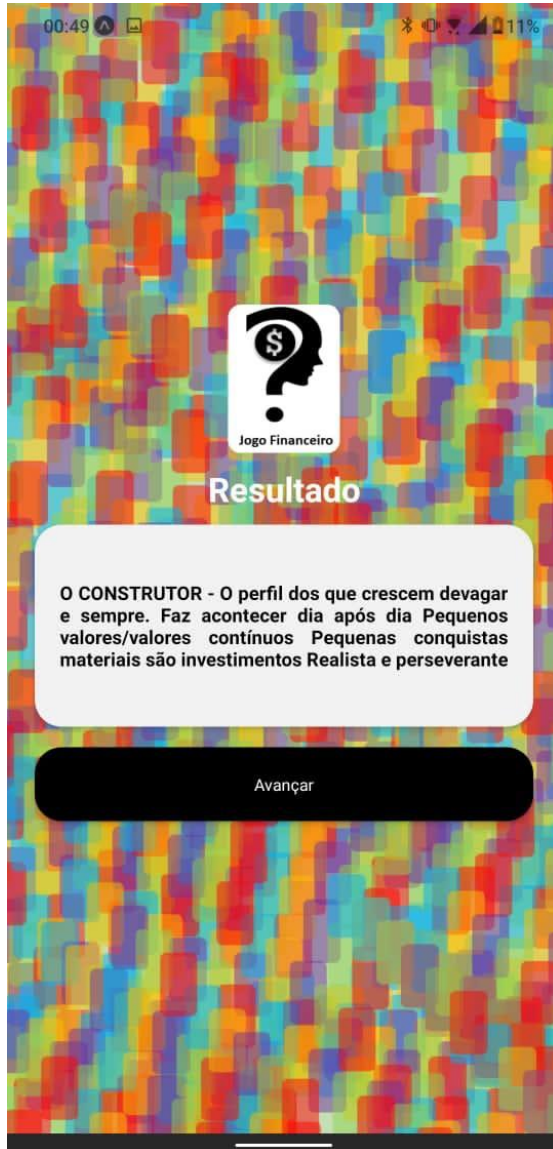 00:49
11%
$
Jogo Financeiro
Resultado
O CONSTRUTOR - O perfil dos que crescem devagar
e sempre. Faz acontecer dia após dia Pequenos
valores/valores contínuos Pequenas conquistas
materiais são investimentos Realista e perseverante
Avançar